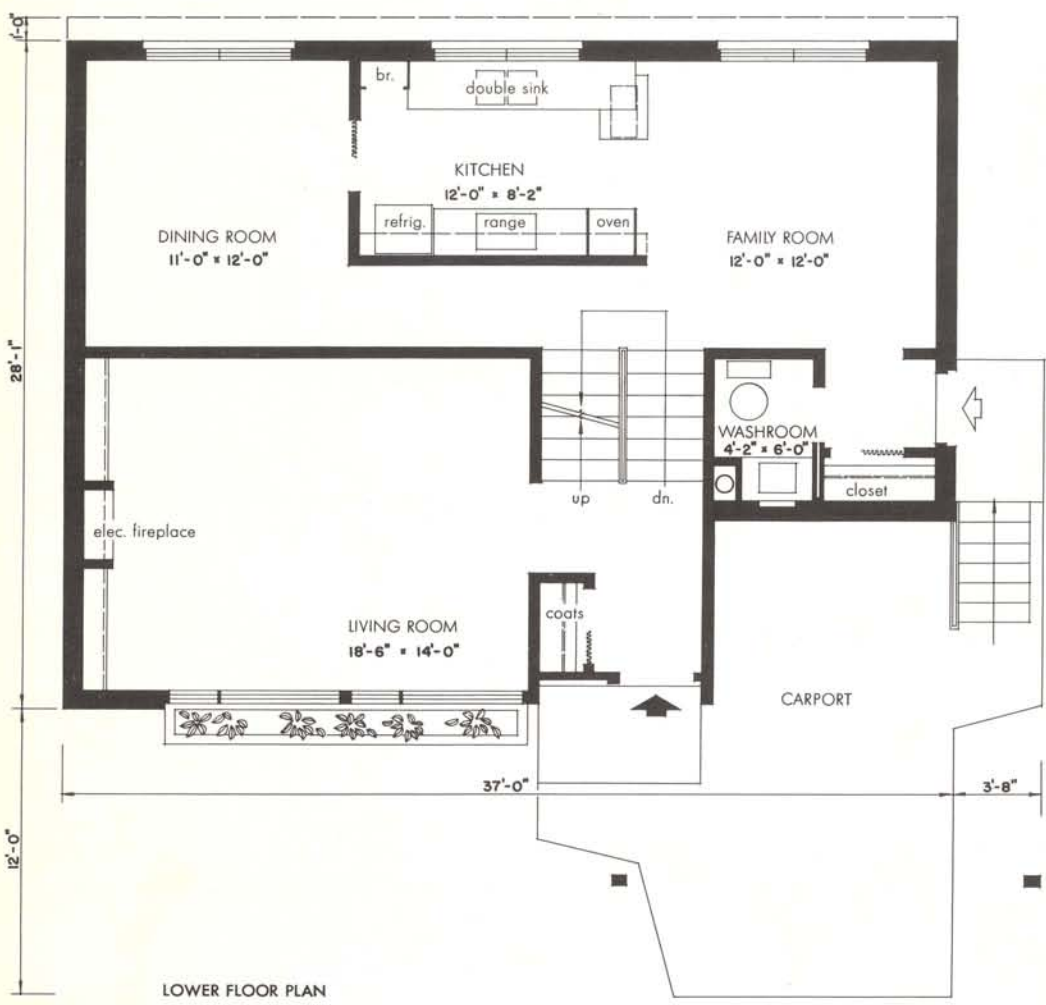 1'-0"
br.
double sink
KITCHEN
12'-0" x 8'-2"
refrig.
range
oven
DINING ROOM
11'-0" x 12'-0"
FAMILY ROOM
12'-0" x 12'-0"
28'-1"
WASHROOM
4'-2" x 6'-0"
up
dn.
closet
elec. fireplace
coats
LIVING ROOM
18'-6" x 14'-0"
CARPORT
37'-0"
3'-8"
12'-0"
LOWER FLOOR PLAN